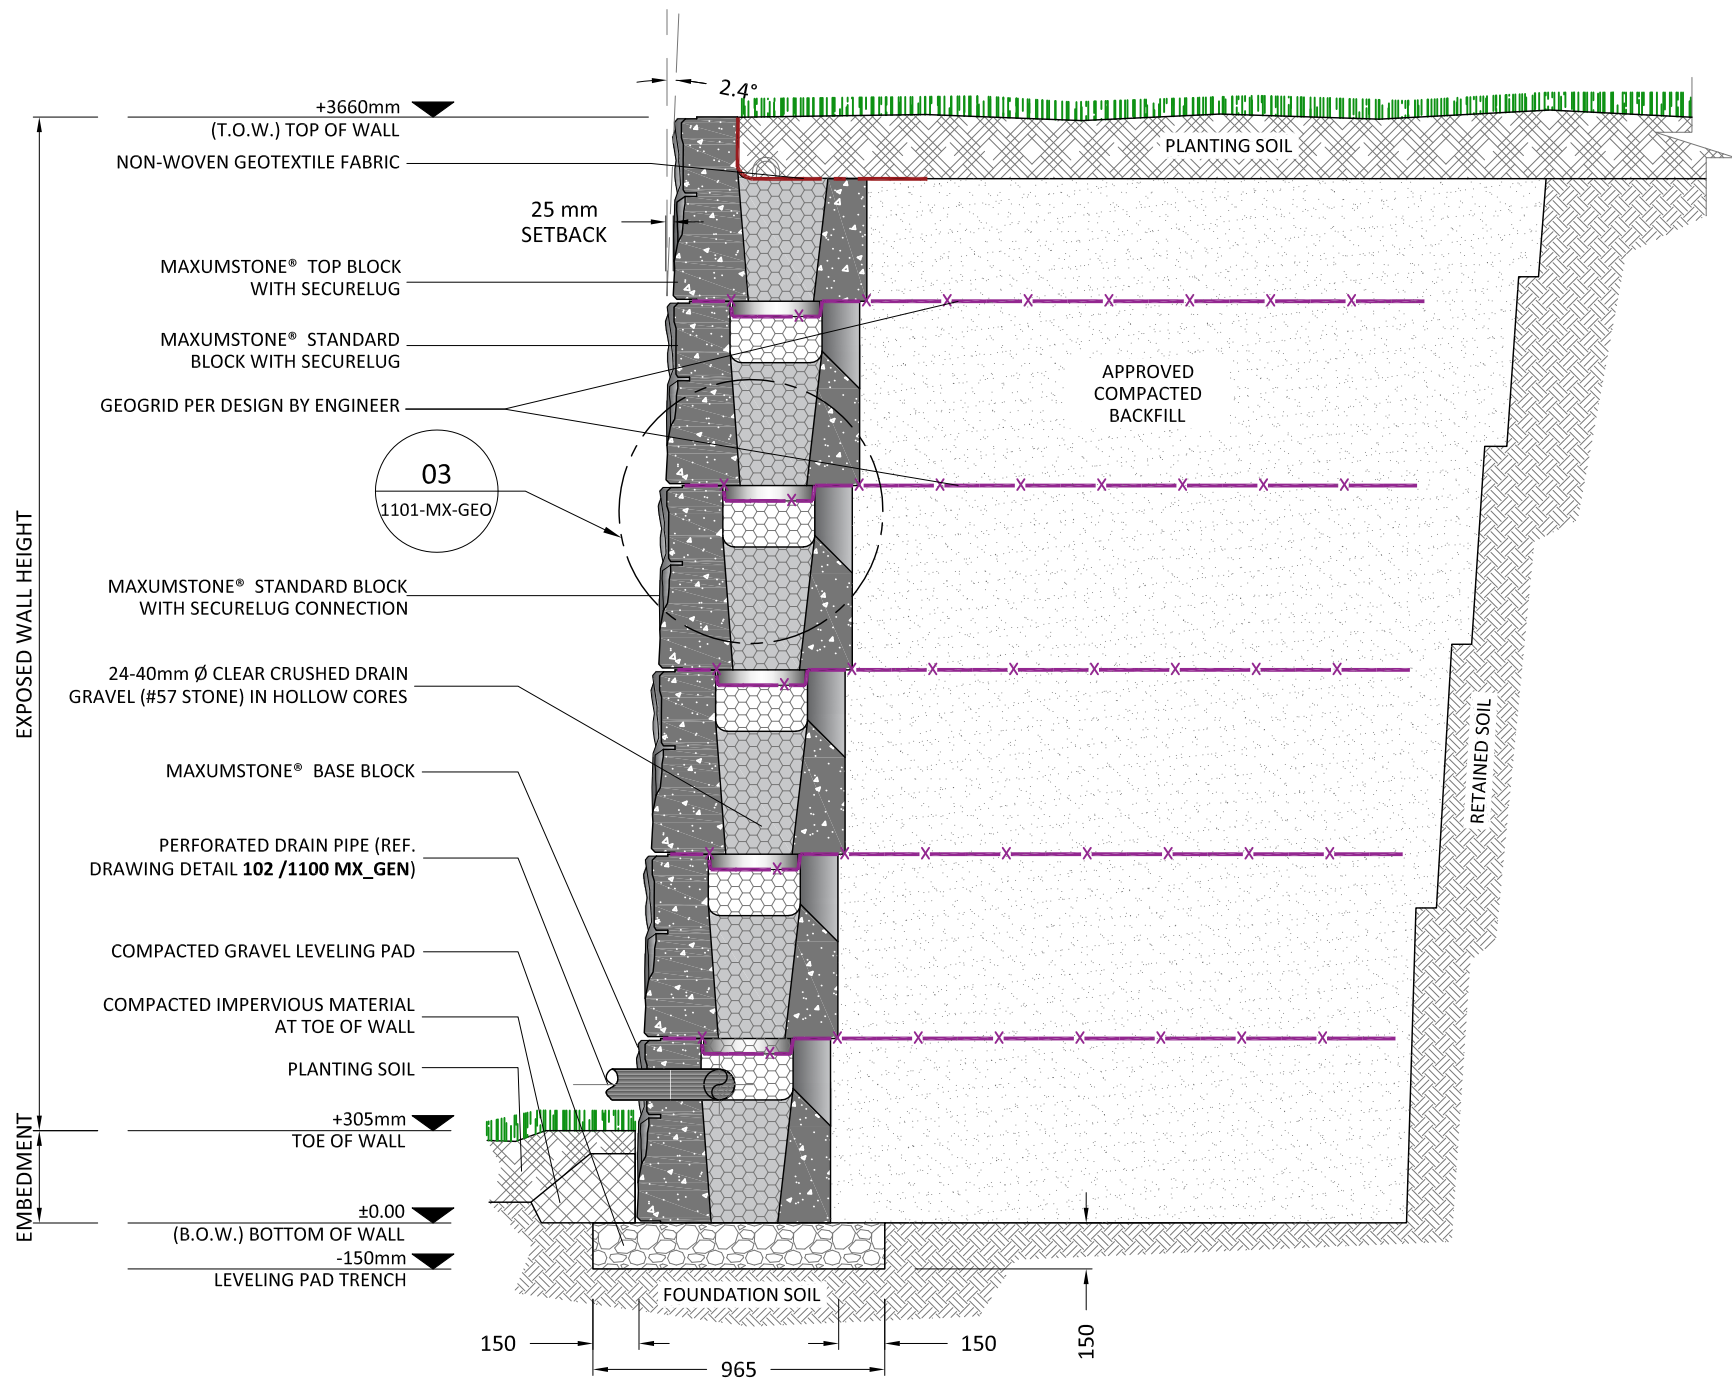 2.4°
+3660mm
(T.O.W.) TOP OF WALL
NON-WOVEN GEOTEXTILE FABRIC
PLANTING SOIL
25 mm
SETBACK
MAXUMSTONE® TOP BLOCK
WITH SECURELUG
MAXUMSTONE® STANDARD
BLOCK WITH SECURELUG
GEOGRID PER DESIGN BY ENGINEER
APPROVED
COMPACTED
BACKFILL
03
1101-MX-GEO
EXPOSED WALL HEIGHT
MAXUMSTONE® STANDARD BLOCK
WITH SECURELUG CONNECTION
24-40mm Ø CLEAR CRUSHED DRAIN
GRAVEL (#57 STONE) IN HOLLOW CORES
RETAINED SOIL
MAXUMSTONE® BASE BLOCK
PERFORATED DRAIN PIPE (REF.
DRAWING DETAIL 102 /1100 MX_GEN)
COMPACTED GRAVEL LEVELING PAD
COMPACTED IMPERVIOUS MATERIAL
AT TOE OF WALL
PLANTING SOIL
+305mm
TOE OF WALL
EMBEDMENT
±0.00
(B.O.W.) BOTTOM OF WALL
-150mm
LEVELING PAD TRENCH
FOUNDATION SOIL
150
150
150
965